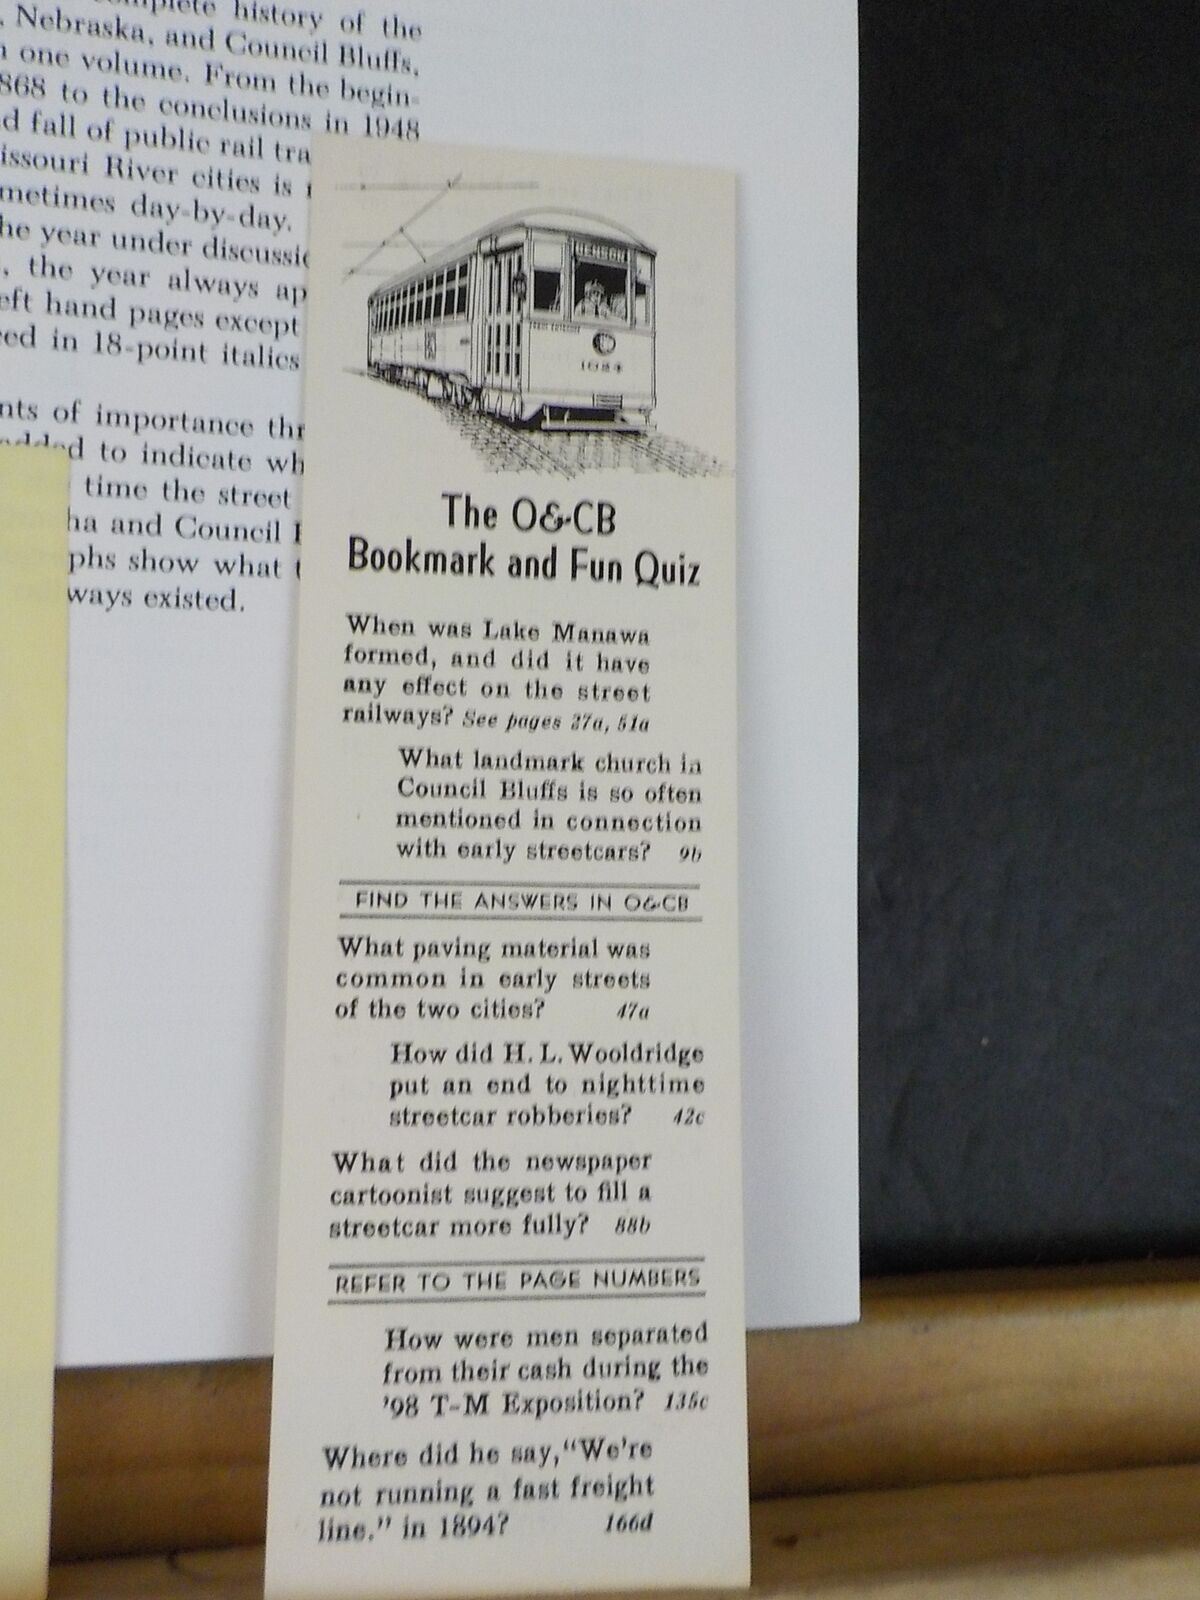 complete history of the
, Nebraska, and Council Bluffs,
one volume. From the begin-
868 to the conclusions in 1948
d fall of public rail tra
issouri River cities is
metimes day-by-day.
he year under discussi
, the year always ap
eft hand pages except
ed in 18-point italics
nts of importance thr
added to indicate wh
time the street
ha and Council
phs show what t
ways existed.
BENSON
1024
The O&CB
Bookmark and Fun Quiz
When was Lake Manawa
formed, and did it have
any effect on the street
railways? See pages 37a, 51a
What landmark church in
Council Bluffs is so often
mentioned in connection
with early streetcars? 9b
FIND THE ANSWERS IN O&CB
What paving material was
common in early streets
of the two cities? 47a
How did H. L. Wooldridge
put an end to nighttime
streetcar robberies? 42c
What did the newspaper
cartoonist suggest to fill a
streetcar more fully? 88b
REFER TO THE PAGE NUMBERS
How were men separated
from their cash during the
'98 T-M Exposition? 135c
Where did he say, "We're
not running a fast freight
line." in 1894? 166d